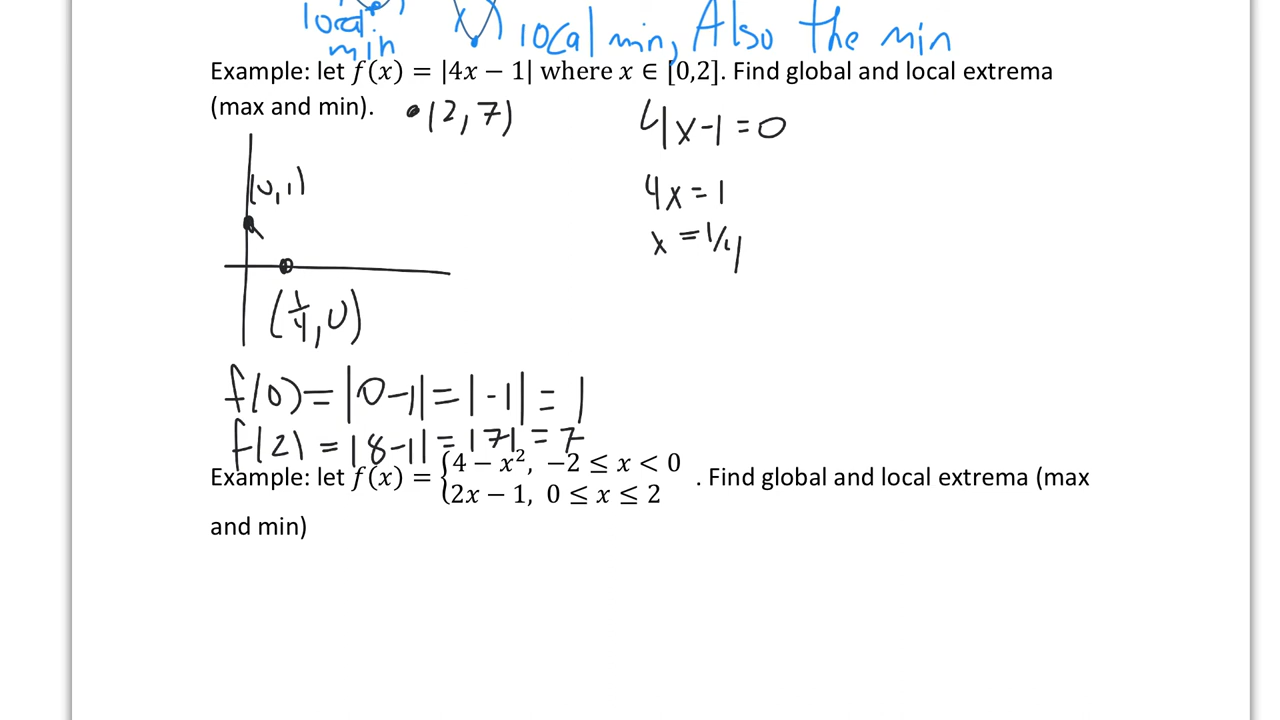 local
min
local min, Also the min
Example: let f(x) = |4x − 1| where x ∈ [0,2]. Find global and local extrema
(max and min).
(2,7)
4x-1=0
(0,1)
4x=1
x=1/4
(1/4,0)
f(0)=|0-1|=|-1|=1
f(2)=|8-1|=|7|=7
Example: let f(x) = {4 − x², −2 ≤ x < 0
2x − 1, 0 ≤ x ≤ 2 . Find global and local extrema (max
and min)